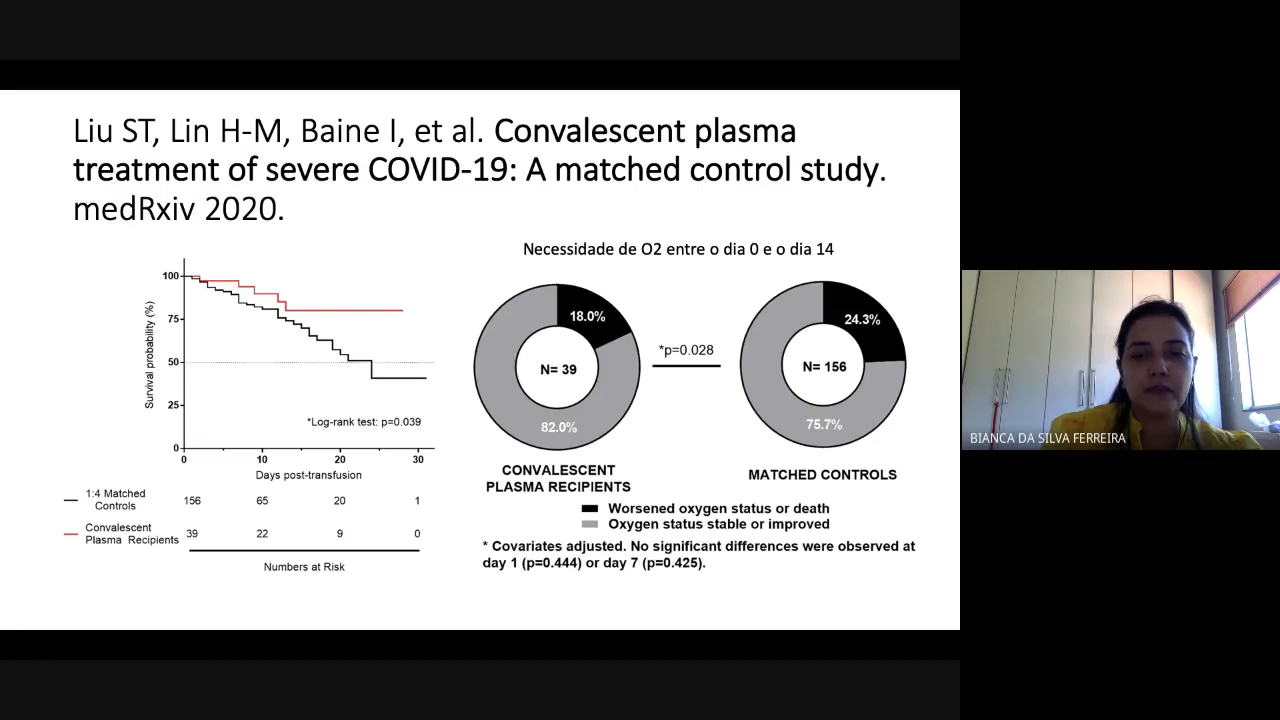 Liu ST, Lin H-M, Baine I, et al. Convalescent plasma
treatment of severe COVID-19: A matched control study.
medRxiv 2020.
Survival probability (%)
100
75
50
25
0
*Log-rank test: p=0.039
0 10 20 30
Days post-transfusion
1:4 Matched
Controls
156 65 20 1
Convalescent
Plasma Recipients
39 22 9 0
Numbers at Risk
Necessidade de O2 entre o dia 0 e o dia 14
18.0%
N= 39
82.0%
CONVALESCENT
PLASMA RECIPIENTS
*p=0.028
24.3%
N= 156
75.7%
MATCHED CONTROLS
Worsened oxygen status or death
Oxygen status stable or improved
* Covariates adjusted. No significant differences were observed at
day 1 (p=0.444) or day 7 (p=0.425).
BIANCA DA SILVA FERREIRA